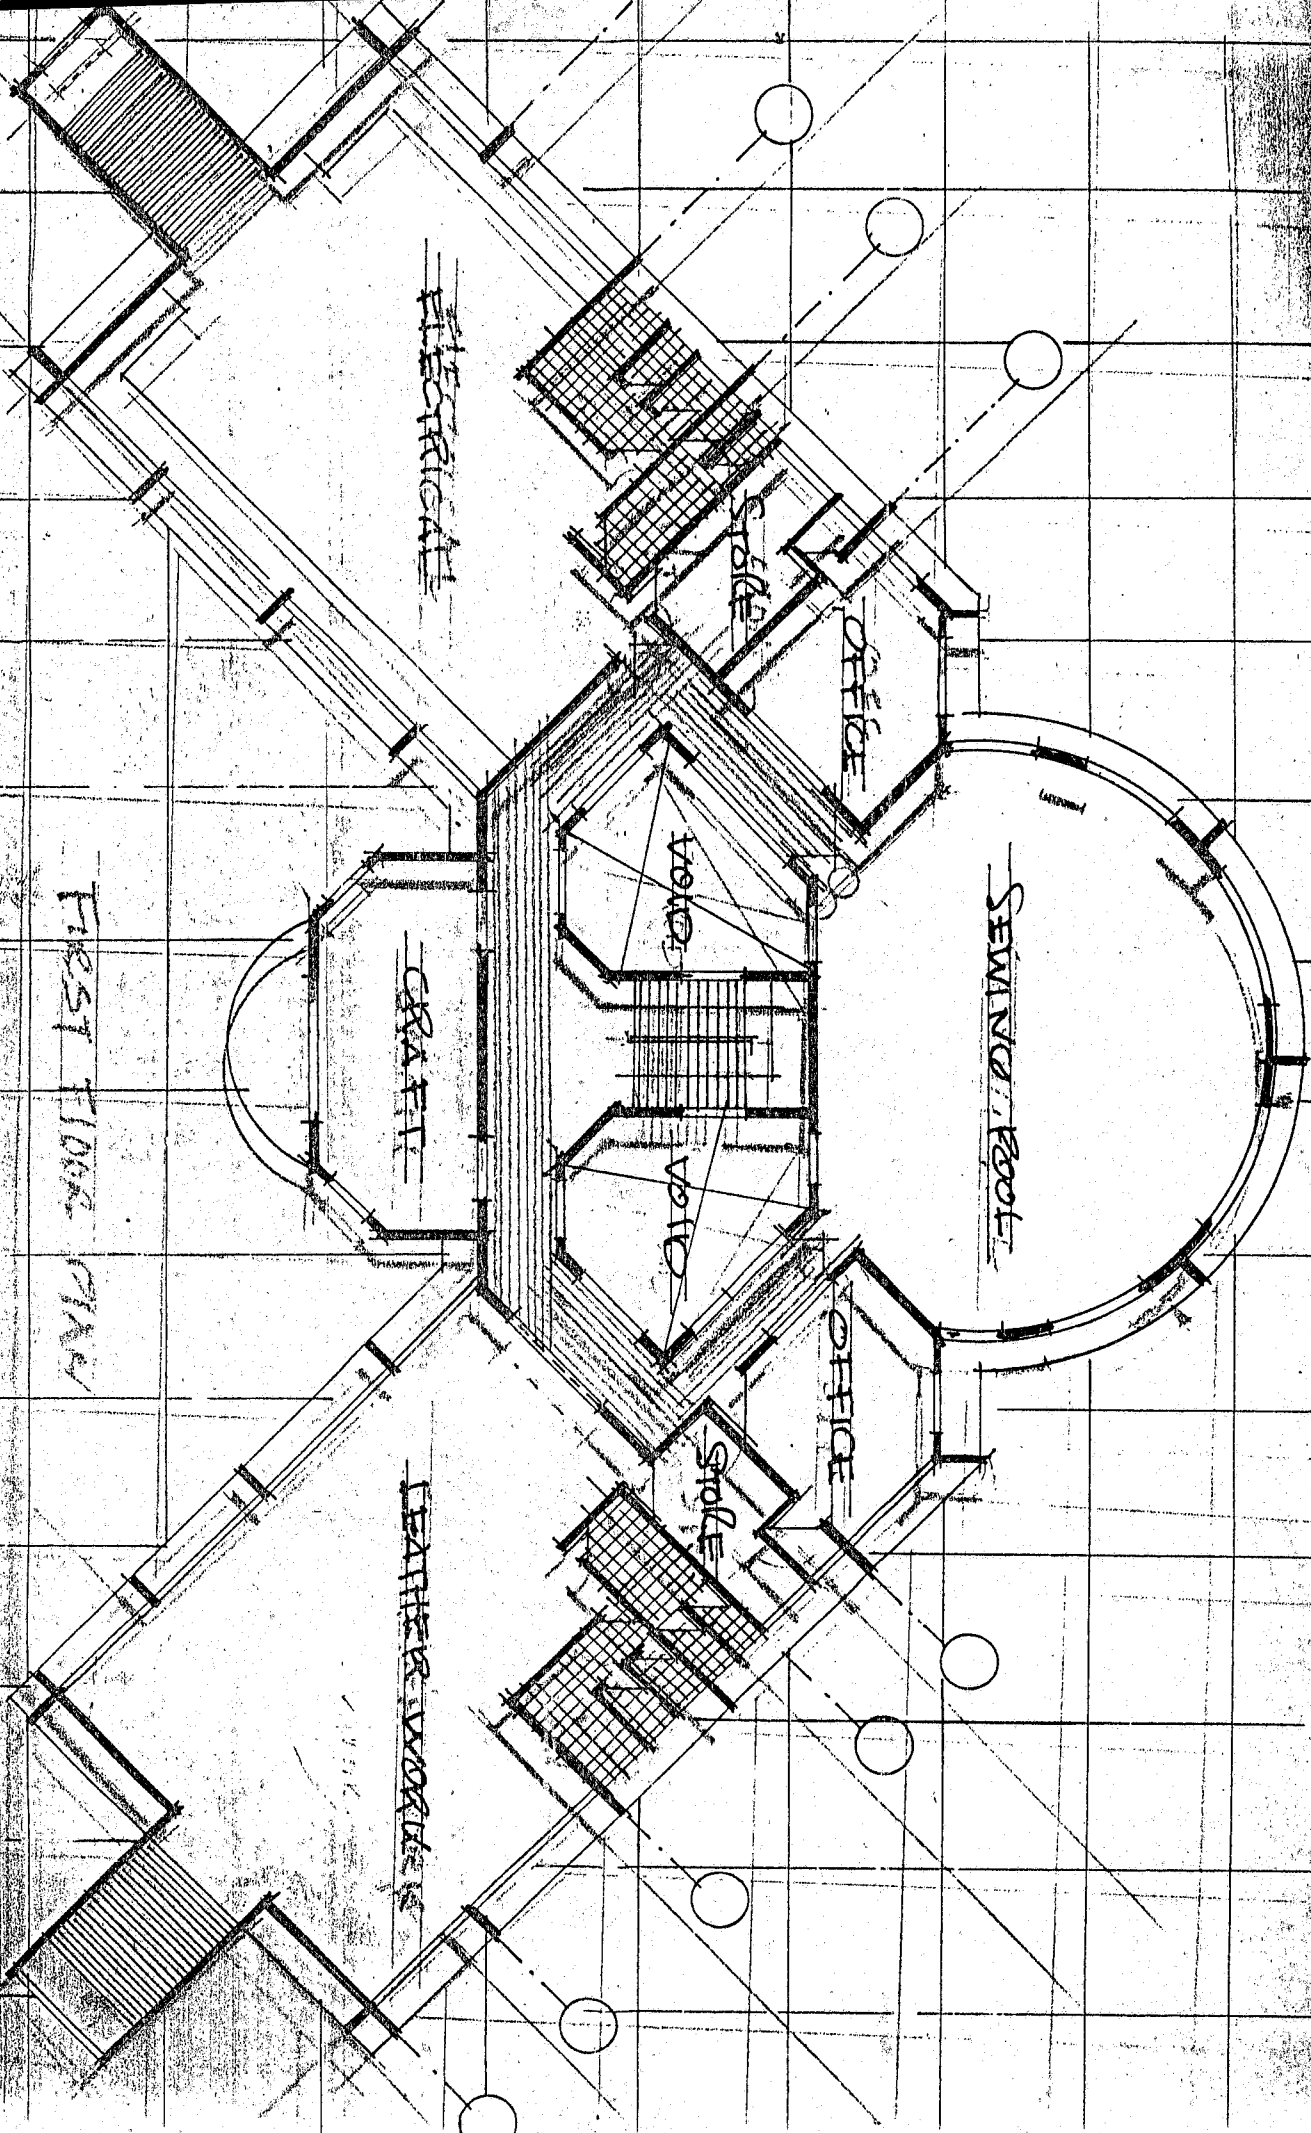 SEWING ROOM
OFFICE
OFFICE
STORE
STORE
VOID
VOID
ELECTRICAL
CRAFT
LEATHER WORKS
FIRST FLOOR PLAN